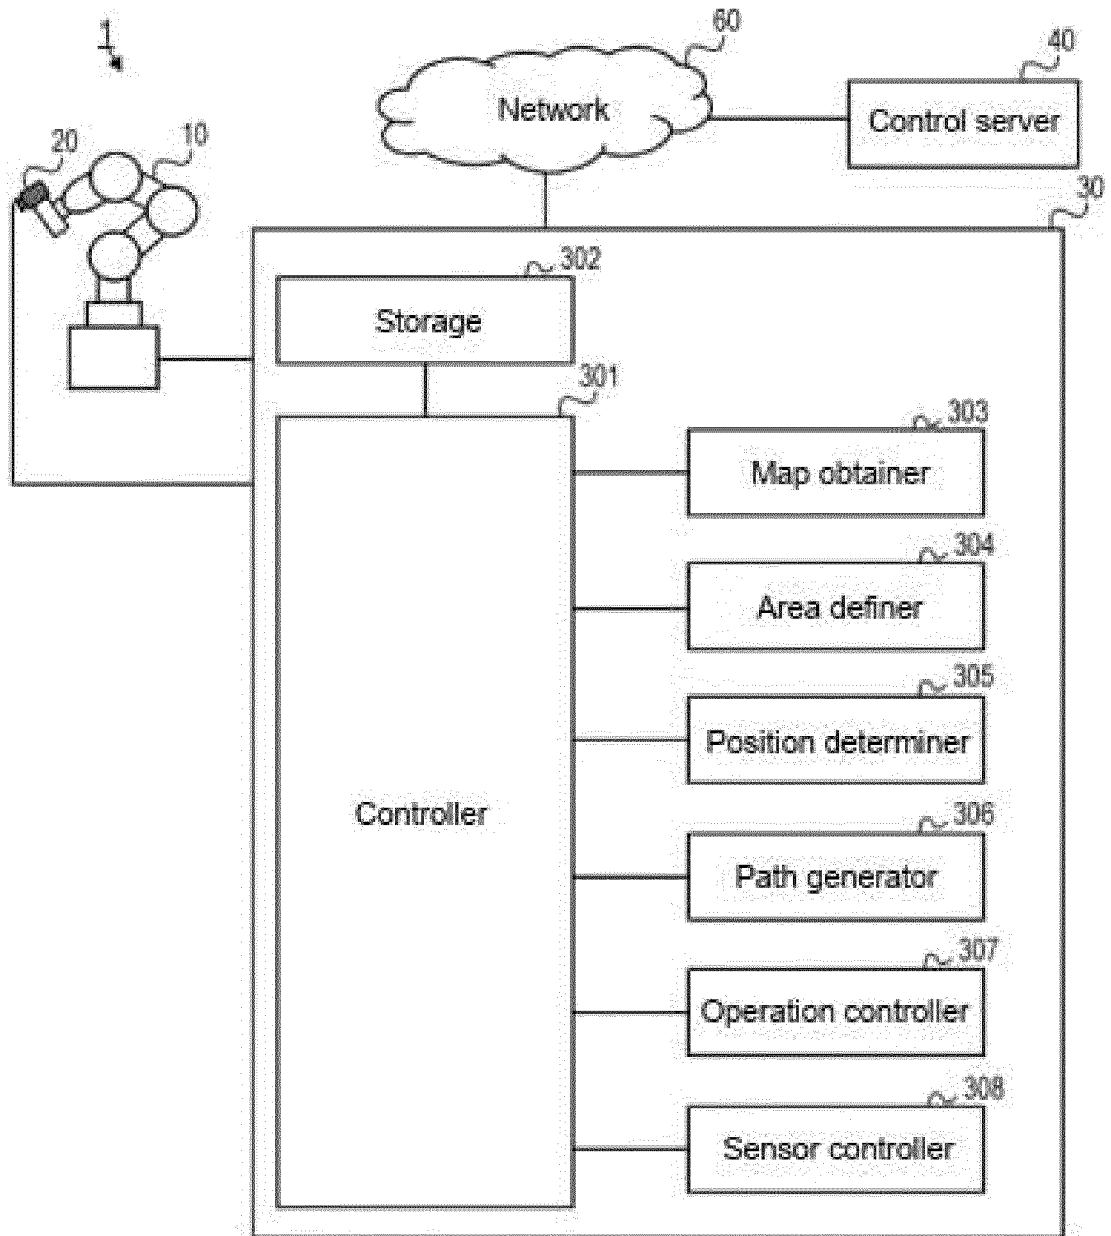 1
60
Network
40
Control server
20
10
30
302
Storage
301
Controller
303
Map obtainer
304
Area definer
305
Position determiner
306
Path generator
307
Operation controller
308
Sensor controller